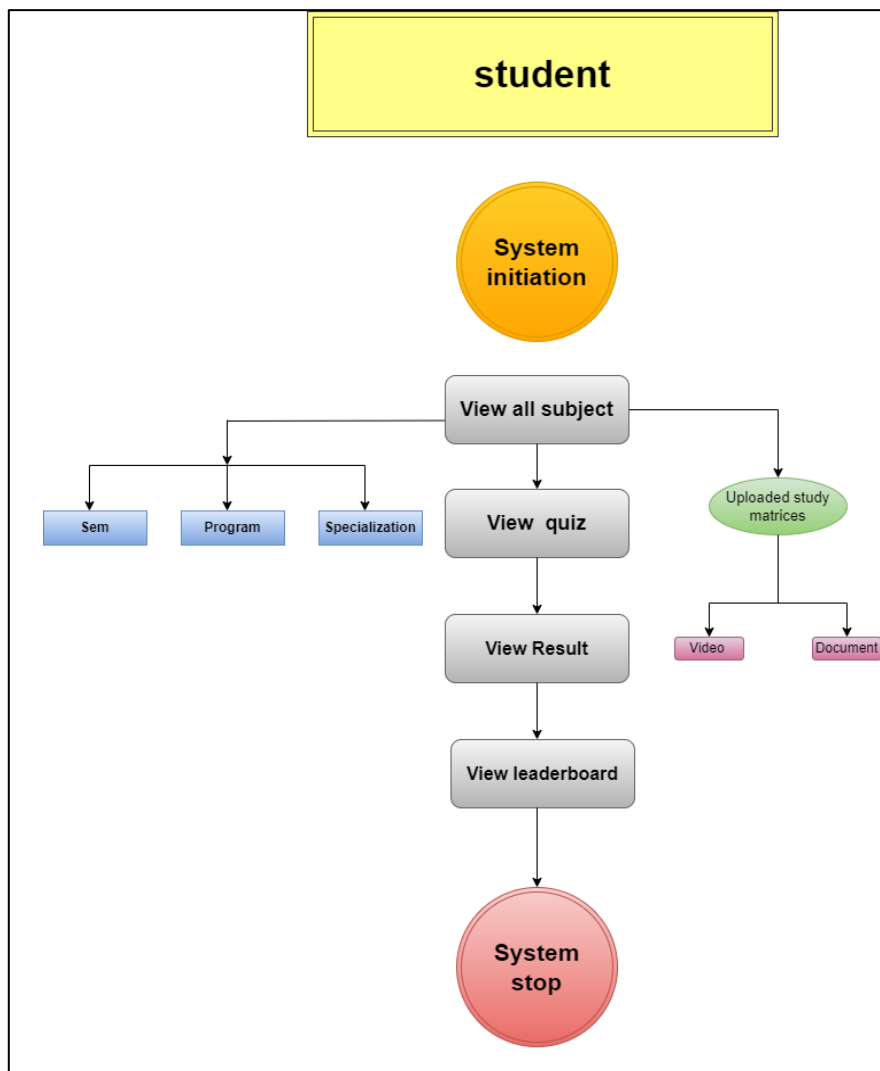 student
System
initiation
View all subject
Sem
Program
Specialization
View quiz
Uploaded study
matrices
View Result
Video
Document
View leaderboard
System
stop